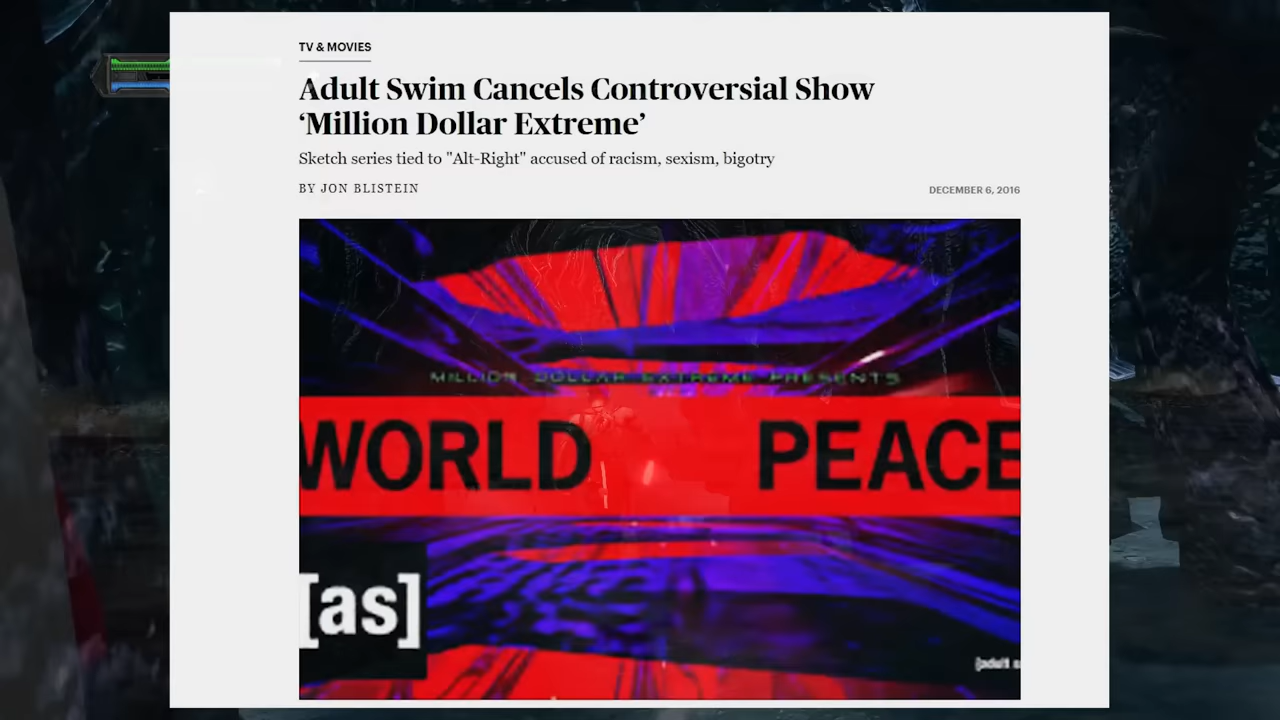 TV & MOVIES
Adult Swim Cancels Controversial Show
‘Million Dollar Extreme’
Sketch series tied to "Alt-Right" accused of racism, sexism, bigotry
BY JON BLISTEIN
DECEMBER 6, 2016
MILLION DOLLAR EXTREME PRESENTS
WORLD PEACE
[as]
[adult s